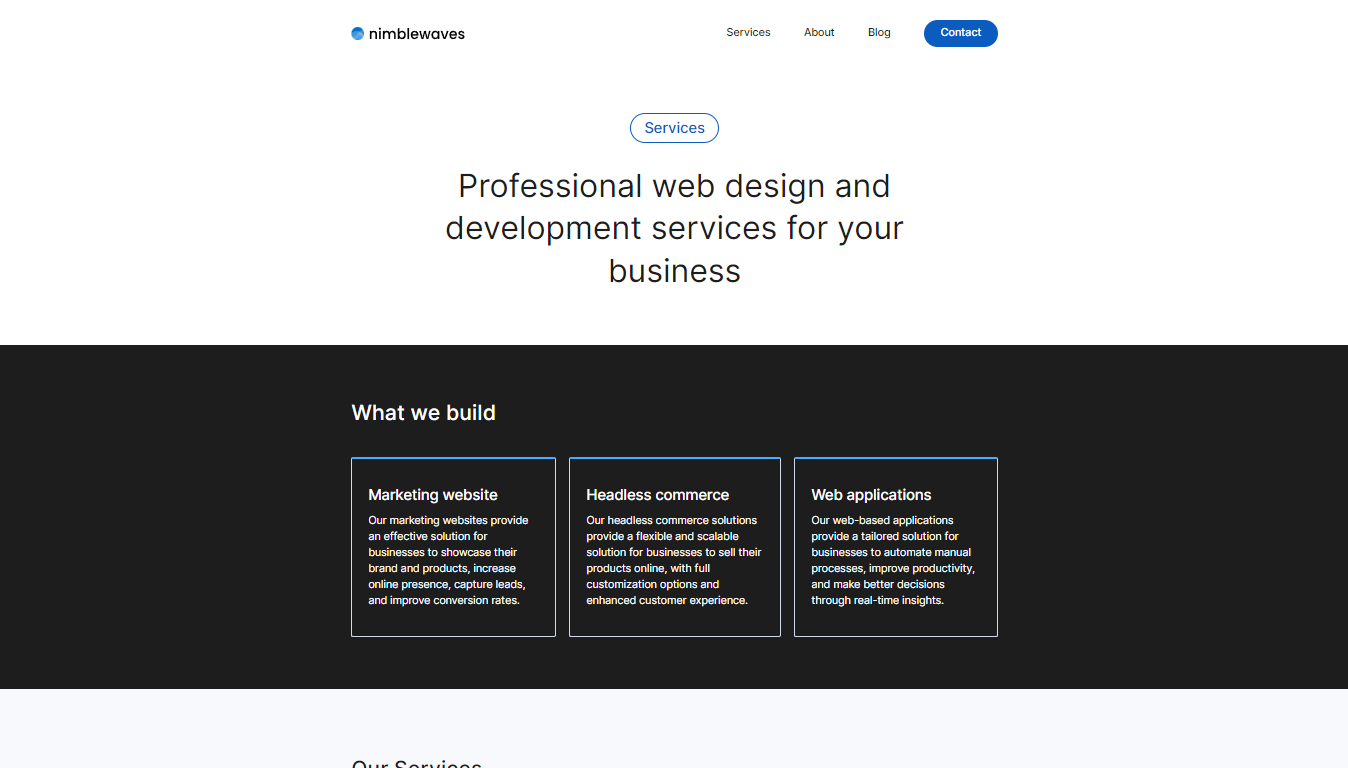 nimblewaves
Services
About
Blog
Contact
Services
Professional web design and
development services for your
business
What we build
Marketing website
Our marketing websites provide
an effective solution for
businesses to showcase their
brand and products, increase
online presence, capture leads,
and improve conversion rates.
Headless commerce
Our headless commerce solutions
provide a flexible and scalable
solution for businesses to sell their
products online, with full
customization options and
enhanced customer experience.
Web applications
Our web-based applications
provide a tailored solution for
businesses to automate manual
processes, improve productivity,
and make better decisions
through real-time insights.
Our Services